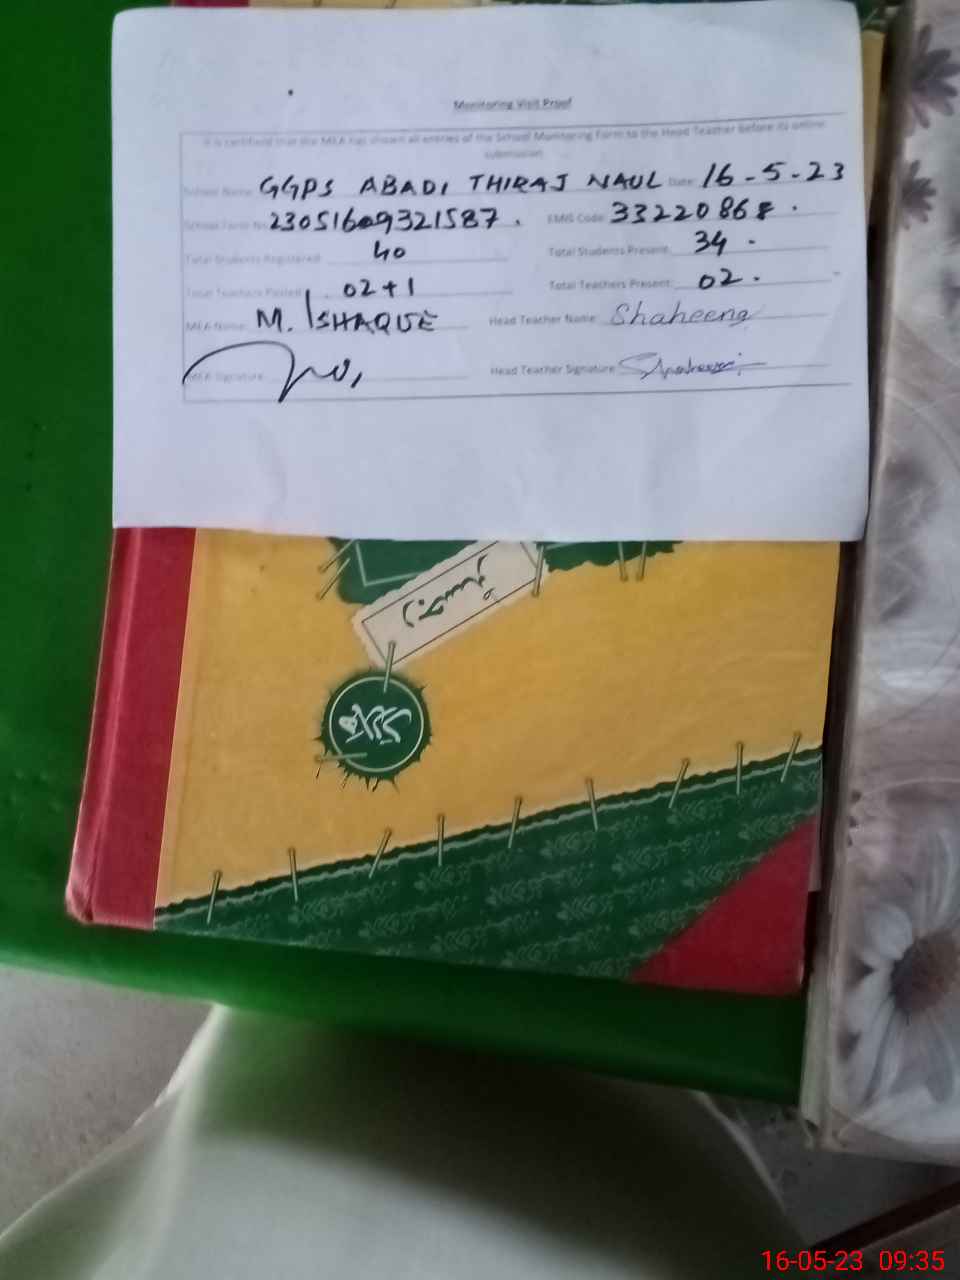 Monitoring Visit Proof
It is certified that the MEA has shown all entries of the School Monitoring Form to the Head Teacher before its online
submission
School Name: GGPS ABADI THIRAJ NAUL Date: 16-5-23
School Form No: 23051609321587. EMIS Code: 33220868.
Total Students Registered: 40 Total Students Present: 34
Total Teachers Posted: 02+1 Total Teachers Present: 02.
MEA Name: M. ISHAQUE Head Teacher Name: Shaheena
MEA Signature: Head Teacher Signature:
رجسٹر
16-05-23 09:35